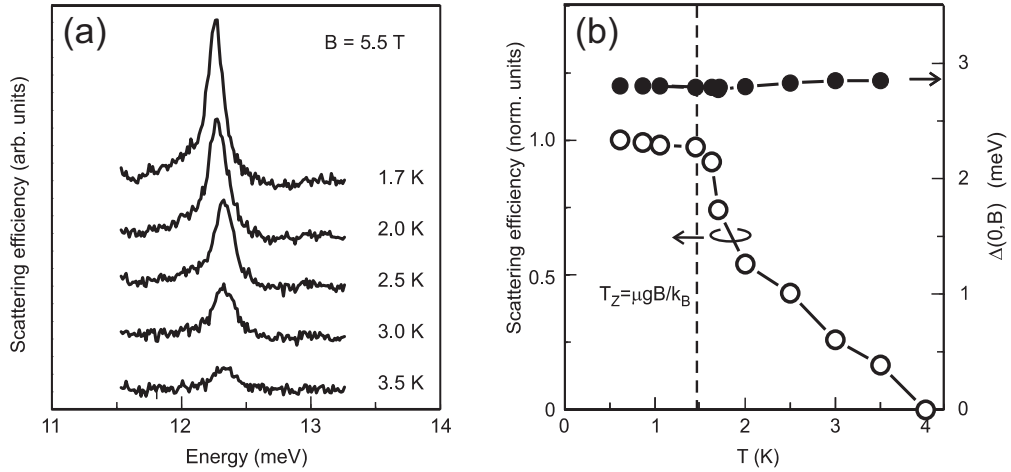 (a)
B = 5.5 T
1.7 K
2.0 K
2.5 K
3.0 K
3.5 K
Scattering efficiency (arb. units)
11
12
13
14
Energy (meV)
(b)
Scattering efficiency (norm. units)
1.0
0.5
0
T_Z=μgB/k_B
3
2
1
0
Δ(0,B) (meV)
0
1
2
3
4
T (K)